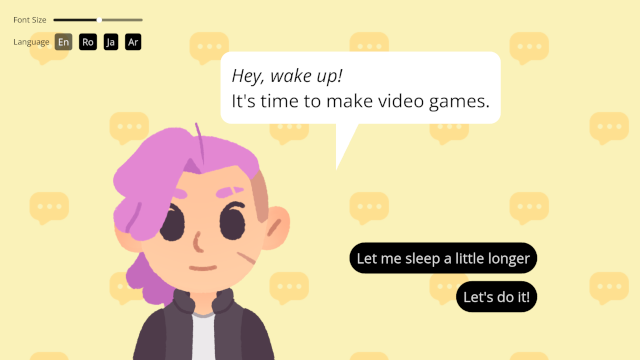 Font Size
Language En Ro Ja Ar
Hey, wake up!
It's time to make video games.
Let me sleep a little longer
Let's do it!